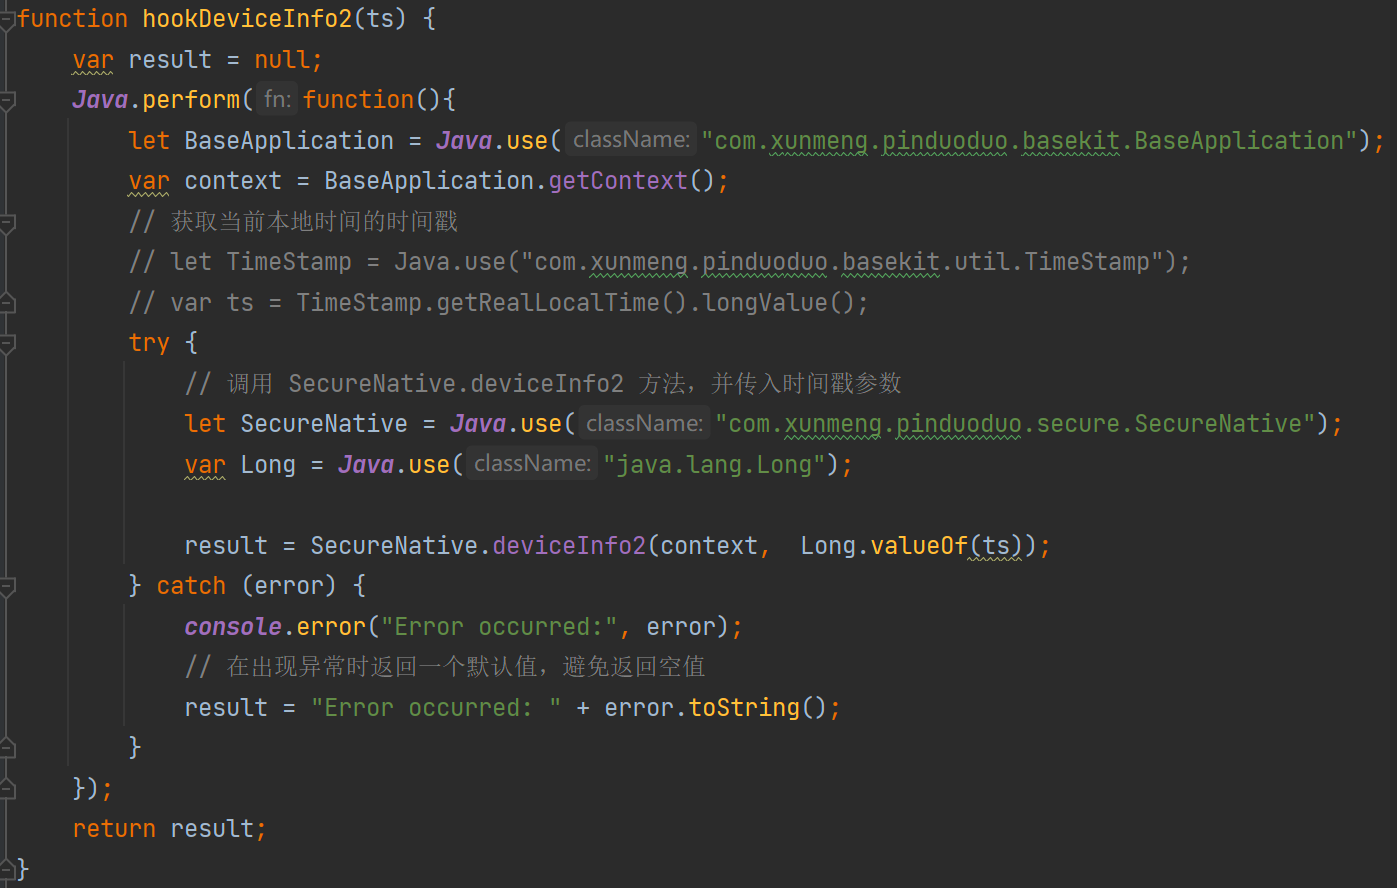 function hookDeviceInfo2(ts) {
    var result = null;
    Java.perform( fn: function(){
        let BaseApplication = Java.use( className: "com.xunmeng.pinduoduo.basekit.BaseApplication");
        var context = BaseApplication.getContext();
        // 获取当前本地时间的时间戳
        // let TimeStamp = Java.use("com.xunmeng.pinduoduo.basekit.util.TimeStamp");
        // var ts = TimeStamp.getRealLocalTime().longValue();
        try {
            // 调用 SecureNative.deviceInfo2 方法，并传入时间戳参数
            let SecureNative = Java.use( className: "com.xunmeng.pinduoduo.secure.SecureNative");
            var Long = Java.use( className: "java.lang.Long");
            result = SecureNative.deviceInfo2(context,  Long.valueOf(ts));
        } catch (error) {
            console.error("Error occurred:", error);
            // 在出现异常时返回一个默认值，避免返回空值
            result = "Error occurred: " + error.toString();
        }
    });
    return result;
}